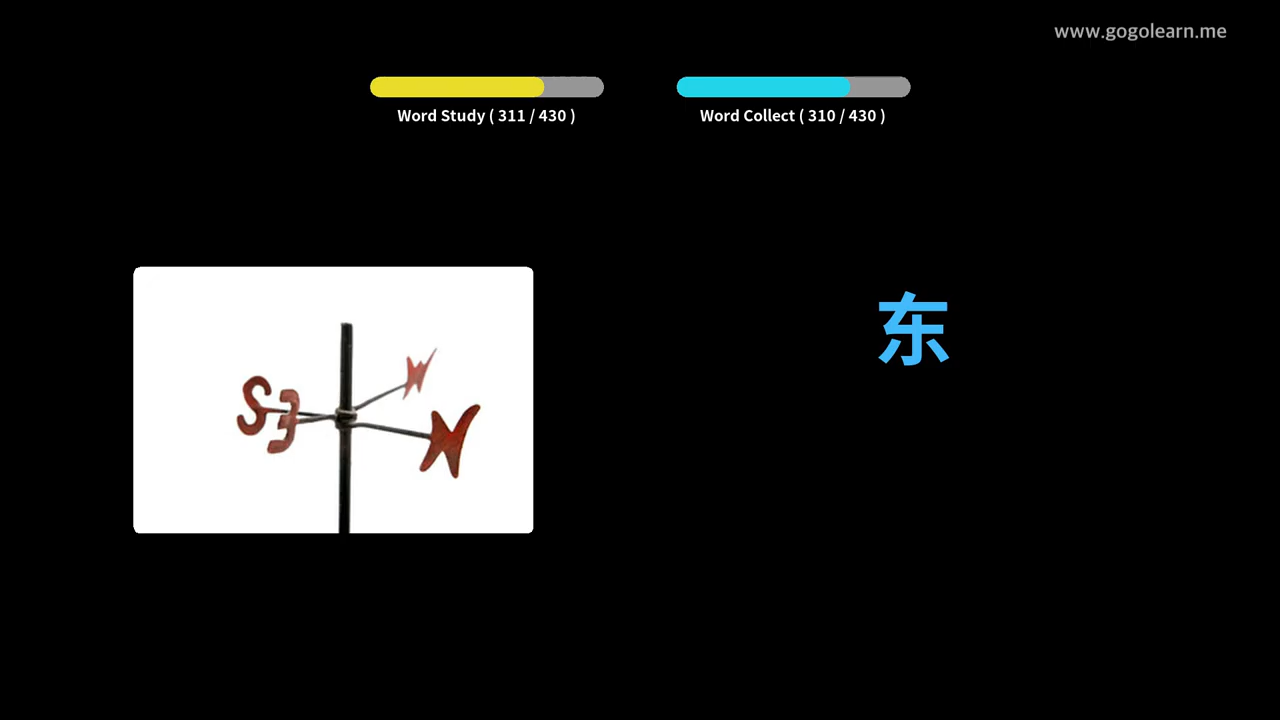 www.gogolearn.me
Word Study ( 311 / 430 )
Word Collect ( 310 / 430 )
东
S
E
W
N